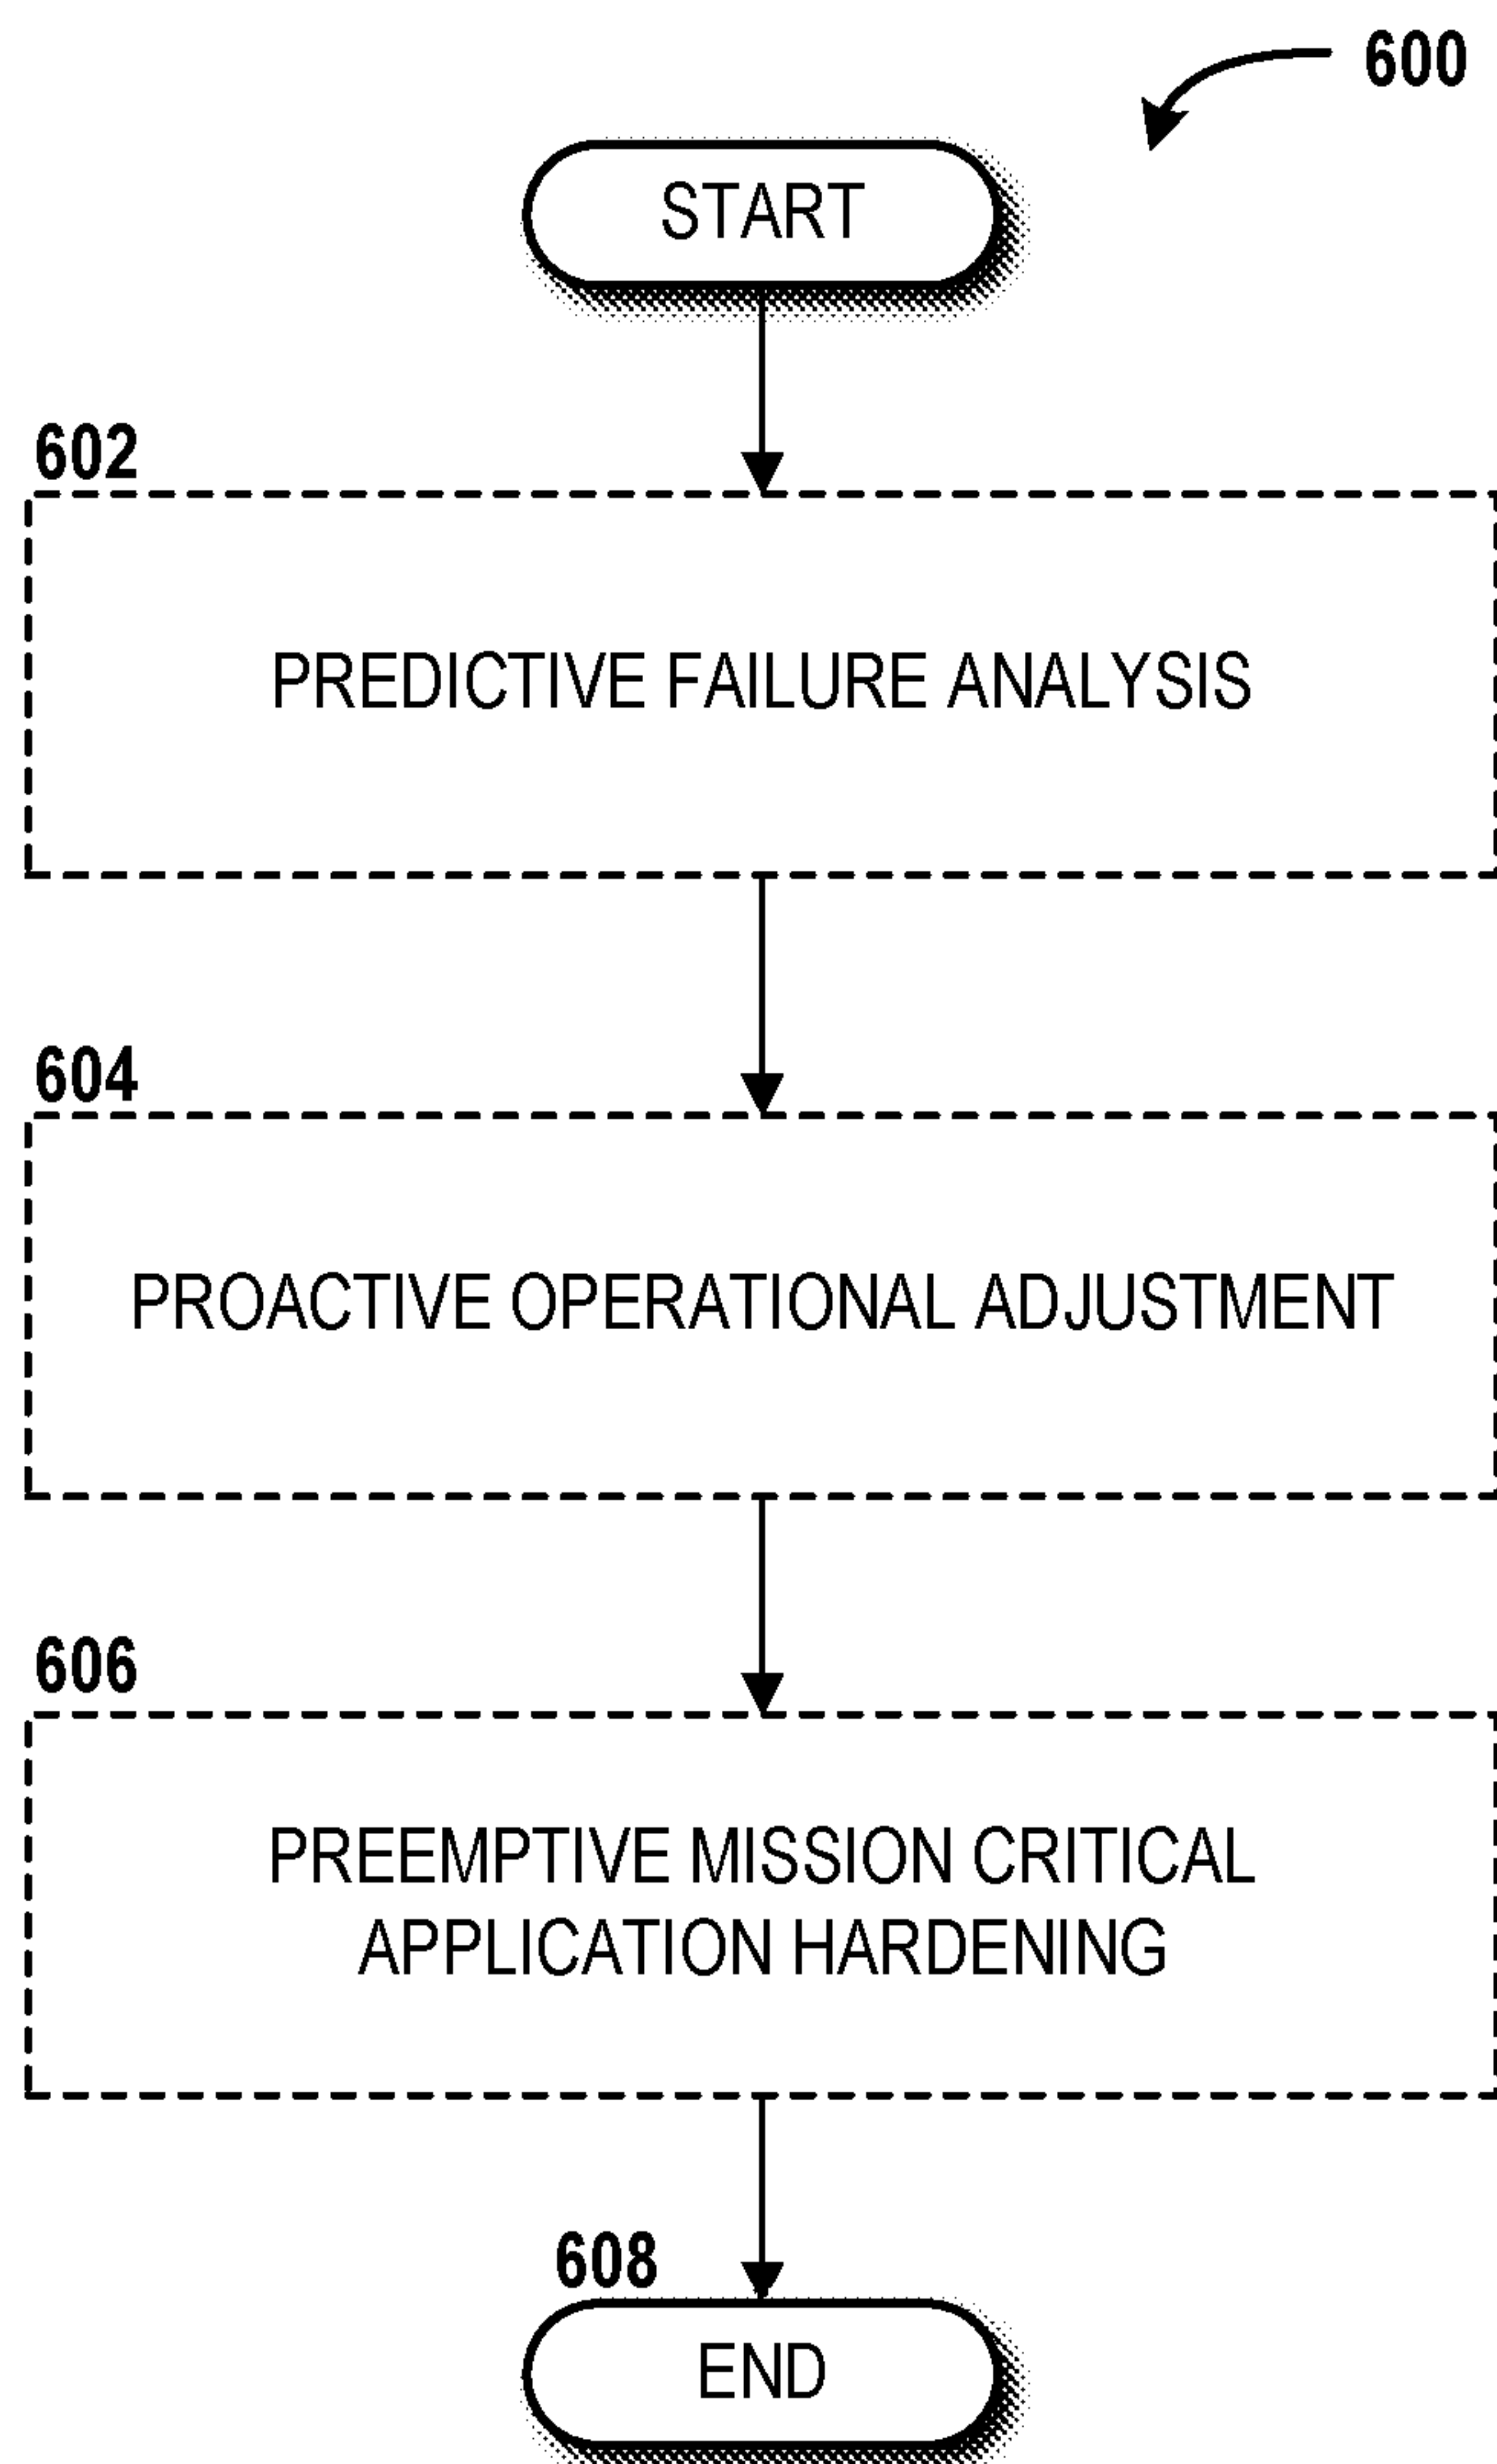 600
START
602
PREDICTIVE FAILURE ANALYSIS
604
PROACTIVE OPERATIONAL ADJUSTMENT
606
PREEMPTIVE MISSION CRITICAL
APPLICATION HARDENING
608
END